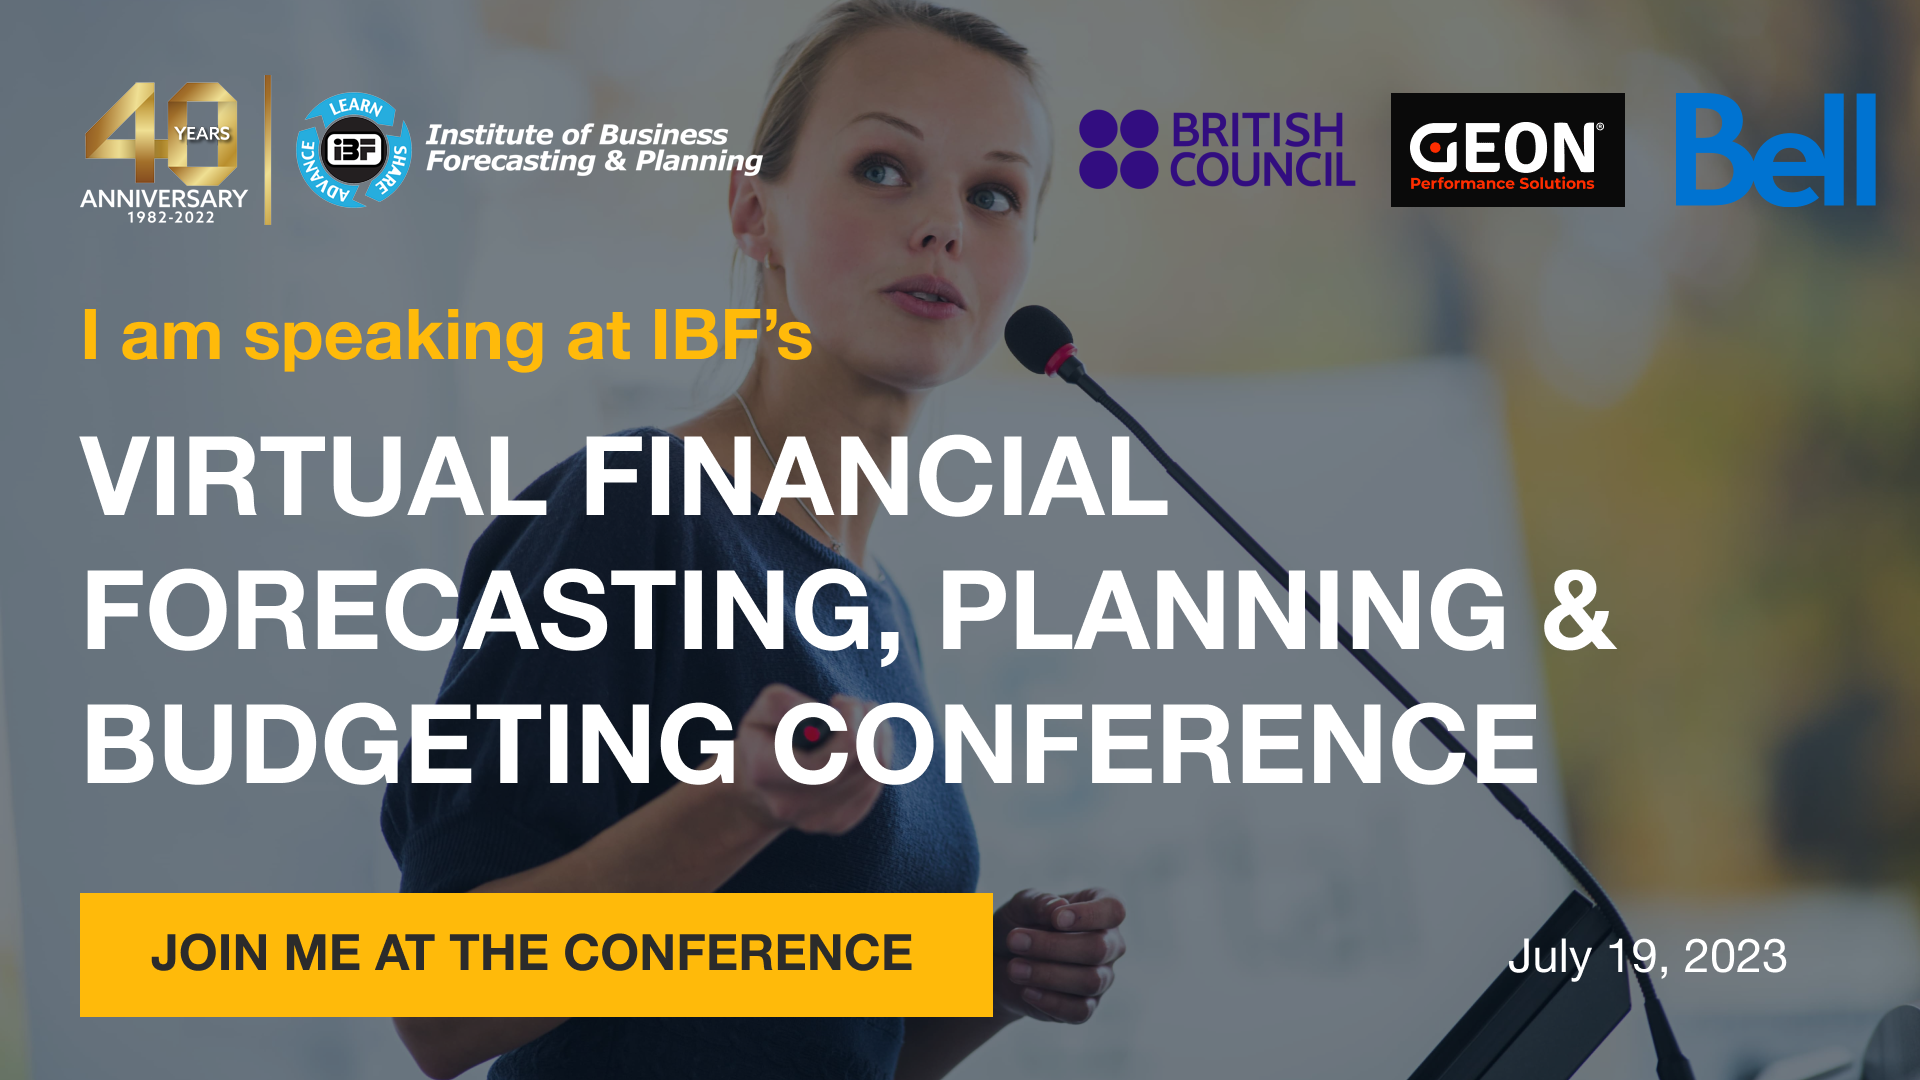 40
YEARS
ANNIVERSARY
1982-2022
LEARN
SHARE
ADVANCE
IBF
Institute of Business
Forecasting & Planning
BRITISH
COUNCIL
GEON®
Performance Solutions
Bell
I am speaking at IBF’s
VIRTUAL FINANCIAL
FORECASTING, PLANNING &
BUDGETING CONFERENCE
JOIN ME AT THE CONFERENCE
July 19, 2023